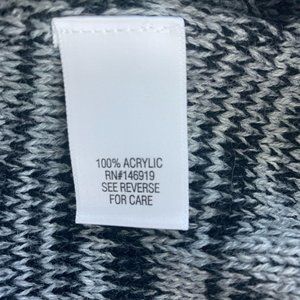 100% ACRYLIC
RN#146919
SEE REVERSE
FOR CARE